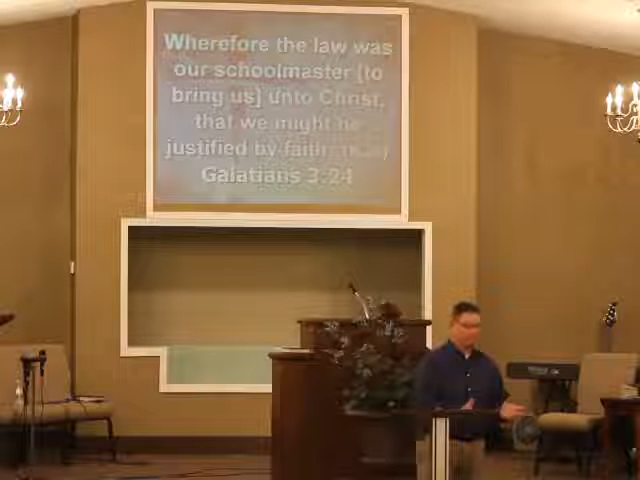 Wherefore the law was
our schoolmaster [to
bring us] unto Christ,
that we might be
justified by faith.
Galatians 3:24